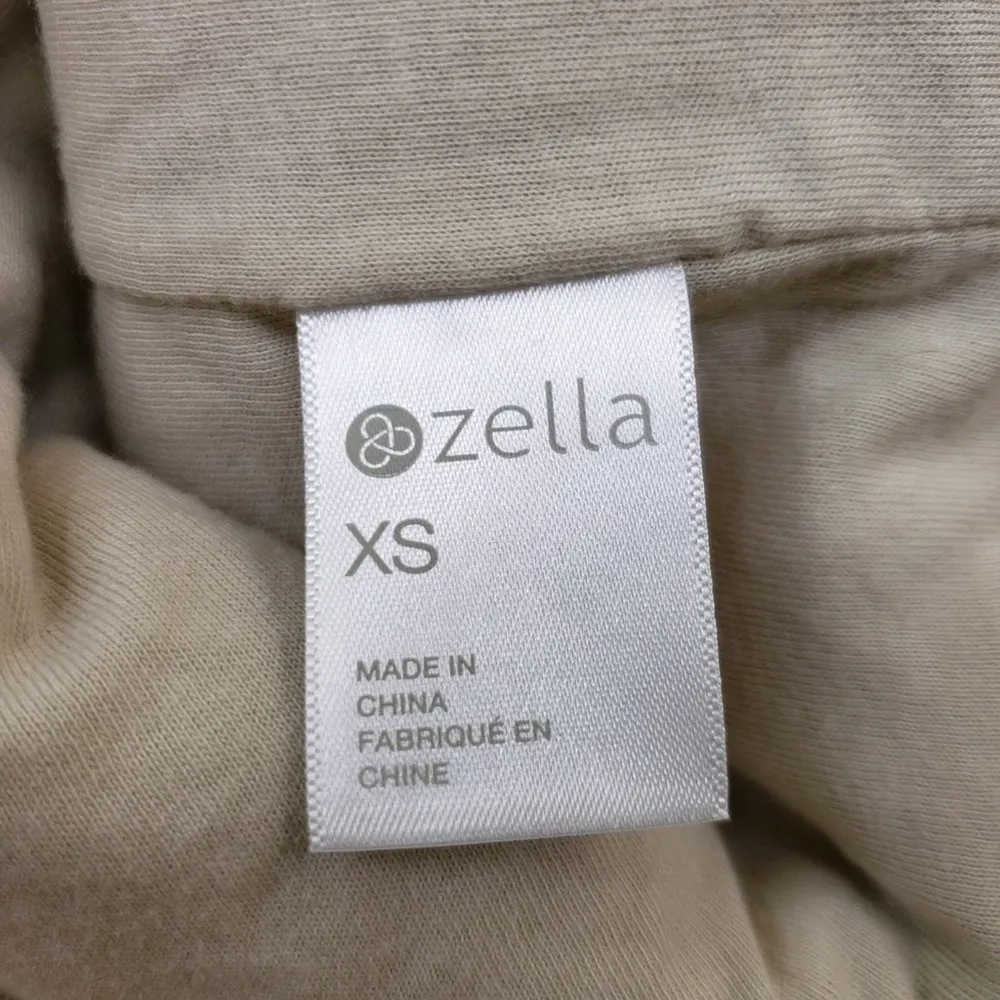 zella
XS
MADE IN
CHINA
FABRIQUÉ EN
CHINE